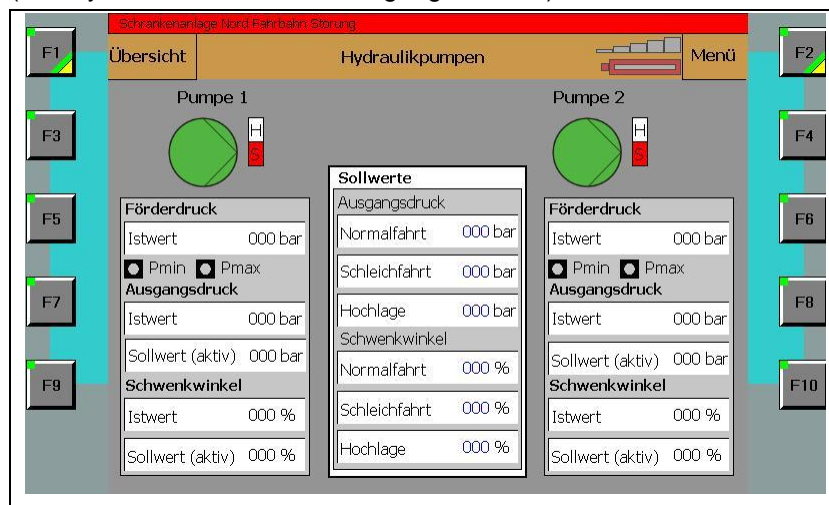 Schrankenanlage Nord Fahrbahn Störung
Übersicht
Hydraulikpumpen
Menü
F1
F3
F5
F7
F9
F2
F4
F6
F8
F10
Pumpe 1
H
S
Förderdruck
Istwert 000 bar
Pmin Pmax
Ausgangsdruck
Istwert 000 bar
Sollwert (aktiv) 000 bar
Schwenkwinkel
Istwert 000 %
Sollwert (aktiv) 000 %
Sollwerte
Ausgangsdruck
Normalfahrt 000 bar
Schleichfahrt 000 bar
Hochlage 000 bar
Schwenkwinkel
Normalfahrt 000 %
Schleichfahrt 000 %
Hochlage 000 %
Pumpe 2
H
S
Förderdruck
Istwert 000 bar
Pmin Pmax
Ausgangsdruck
Istwert 000 bar
Sollwert (aktiv) 000 bar
Schwenkwinkel
Istwert 000 %
Sollwert (aktiv) 000 %